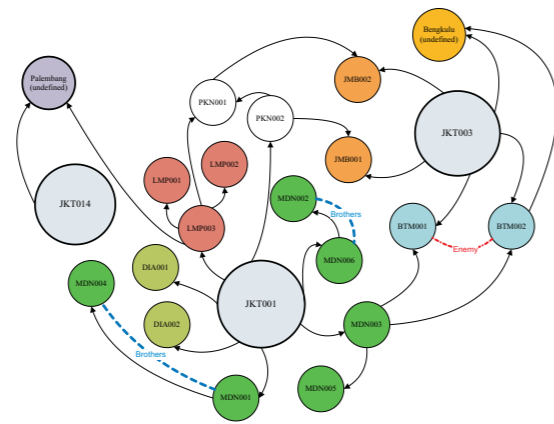 Bengkulu
(undefined)
Palembang
(undefined)
JMB002
PKN001
PKN002
JKT003
JMB001
LMP002
LMP001
MDN002
JKT014
Brothers
LMP003
BTM001
BTM002
Enemy
MDN006
DIA001
MDN004
JKT001
DIA002
MDN003
Brothers
MDN005
MDN001